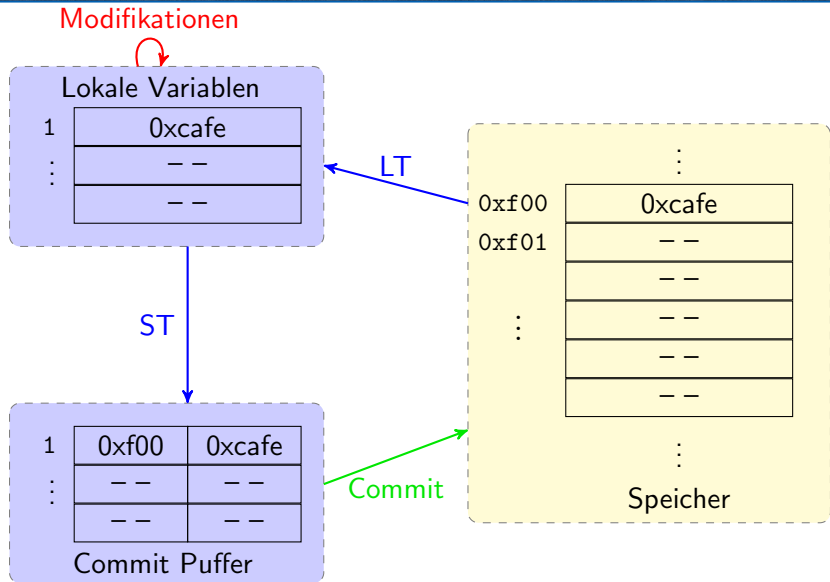 Modifikationen
Lokale Variablen
1 0xcafe
⋮ – –
– –
LT
ST
⋮
0xf00 0xcafe
0xf01 – –
– –
⋮ – –
– –
– –
⋮
Speicher
1 0xf00 0xcafe
⋮ – – – –
– – – –
Commit Puffer
Commit